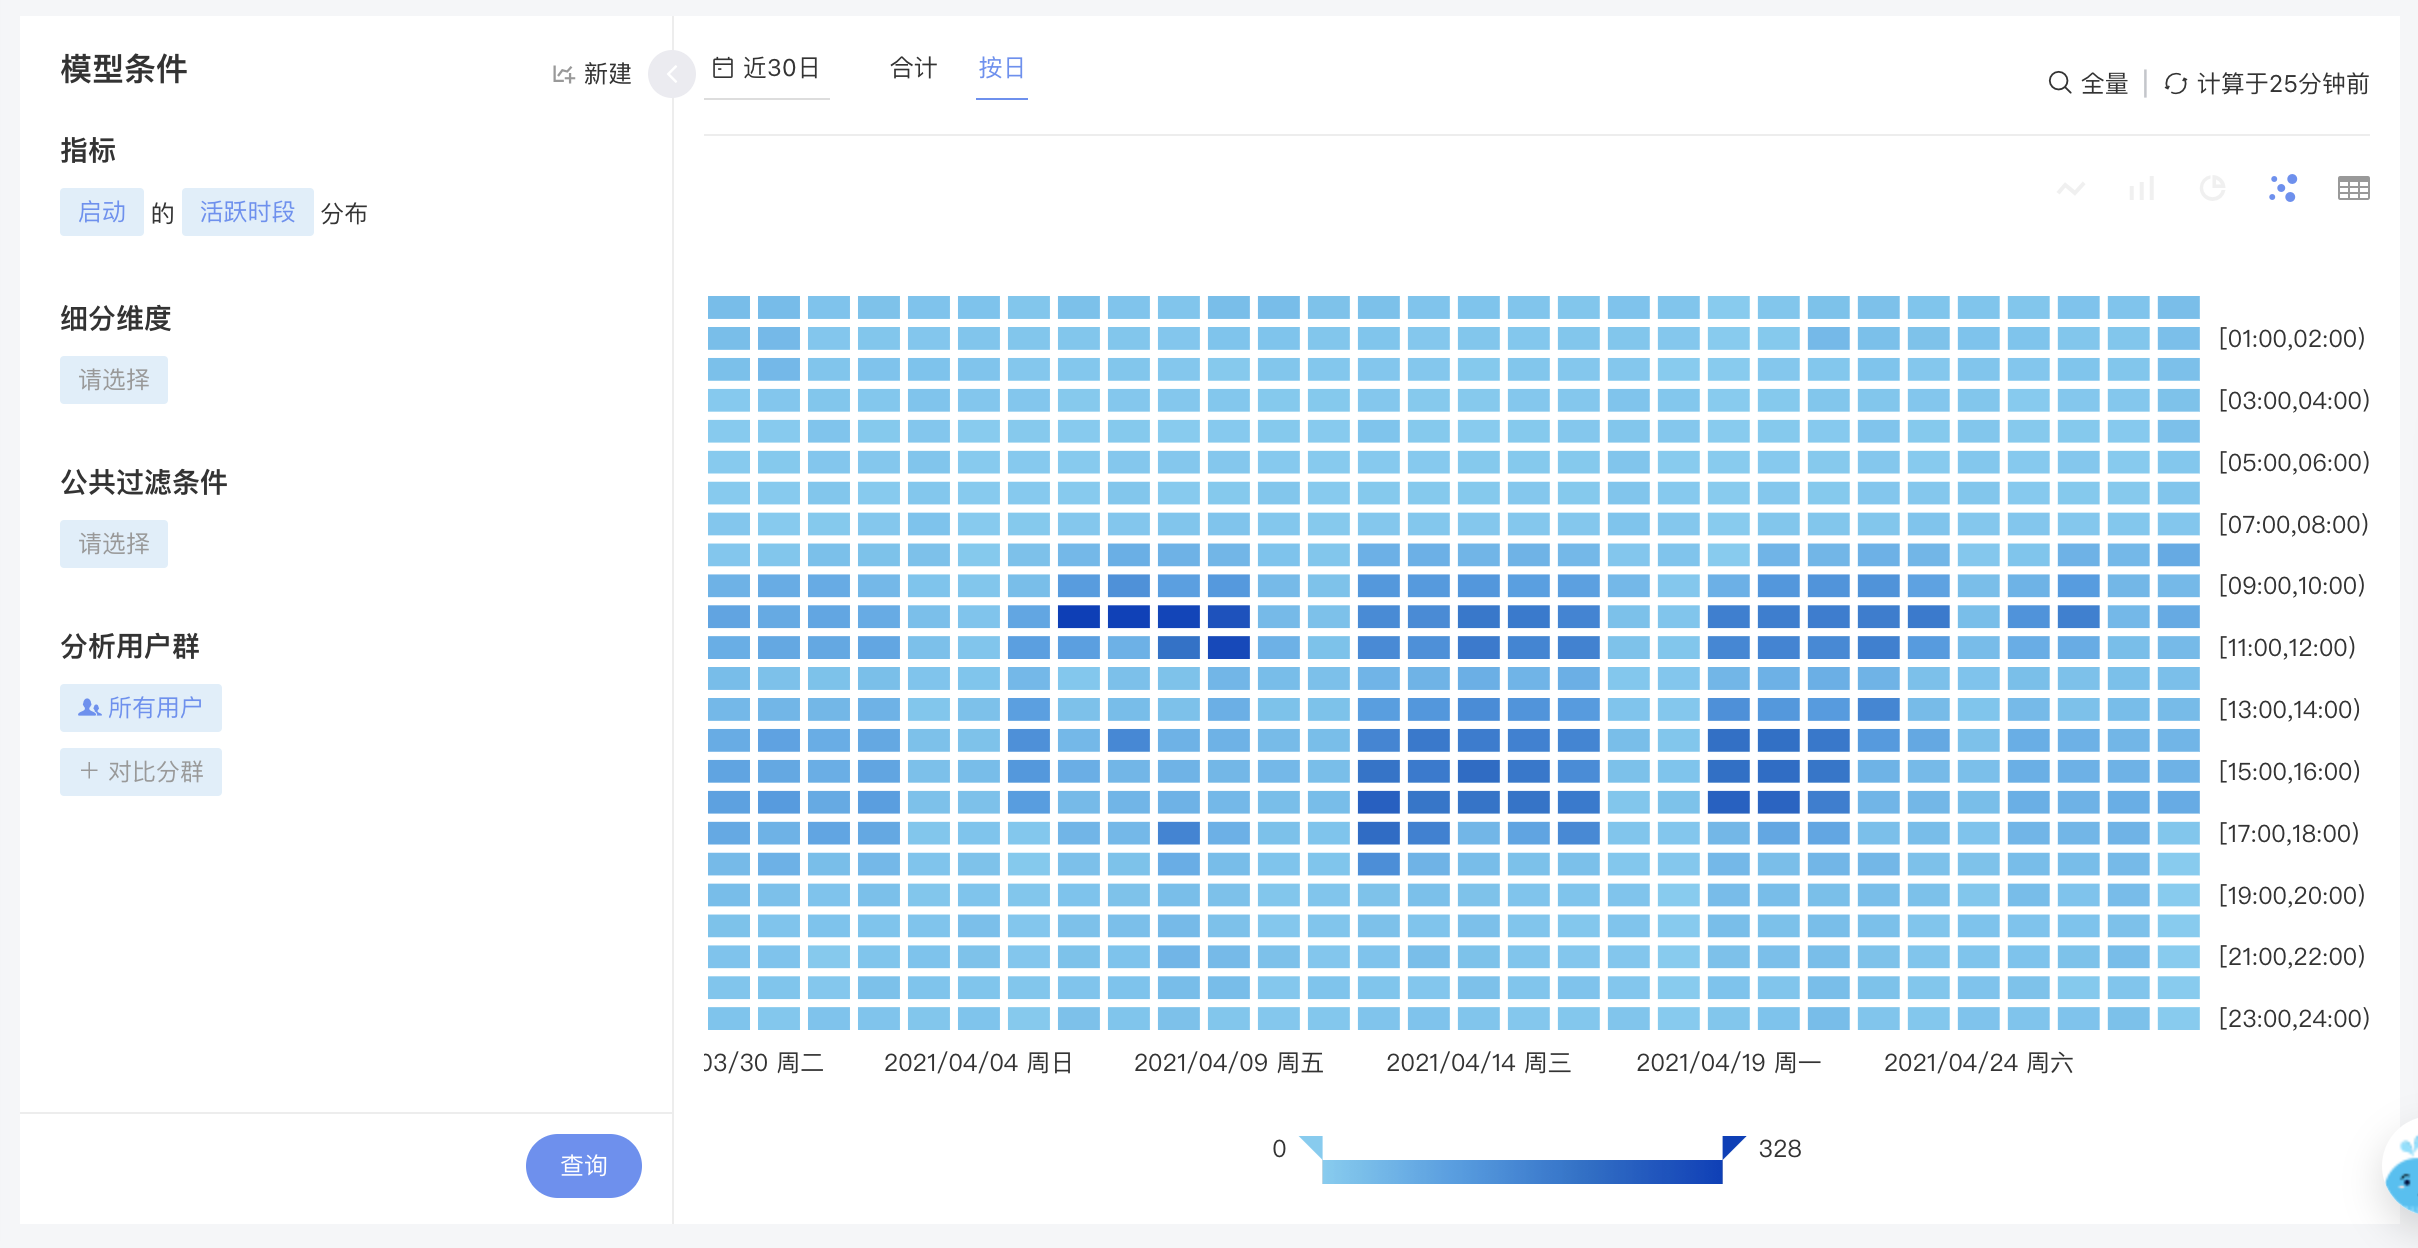 模型条件
新建
指标
启动 的 活跃时段 分布
细分维度
请选择
公共过滤条件
请选择
分析用户群
所有用户
+ 对比分群
查询
近30日 合计 按日
全量 | 计算于25分钟前
[01:00,02:00)
[03:00,04:00)
[05:00,06:00)
[07:00,08:00)
[09:00,10:00)
[11:00,12:00)
[13:00,14:00)
[15:00,16:00)
[17:00,18:00)
[19:00,20:00)
[21:00,22:00)
[23:00,24:00)
03/30 周二 2021/04/04 周日 2021/04/09 周五 2021/04/14 周三 2021/04/19 周一 2021/04/24 周六
0 328